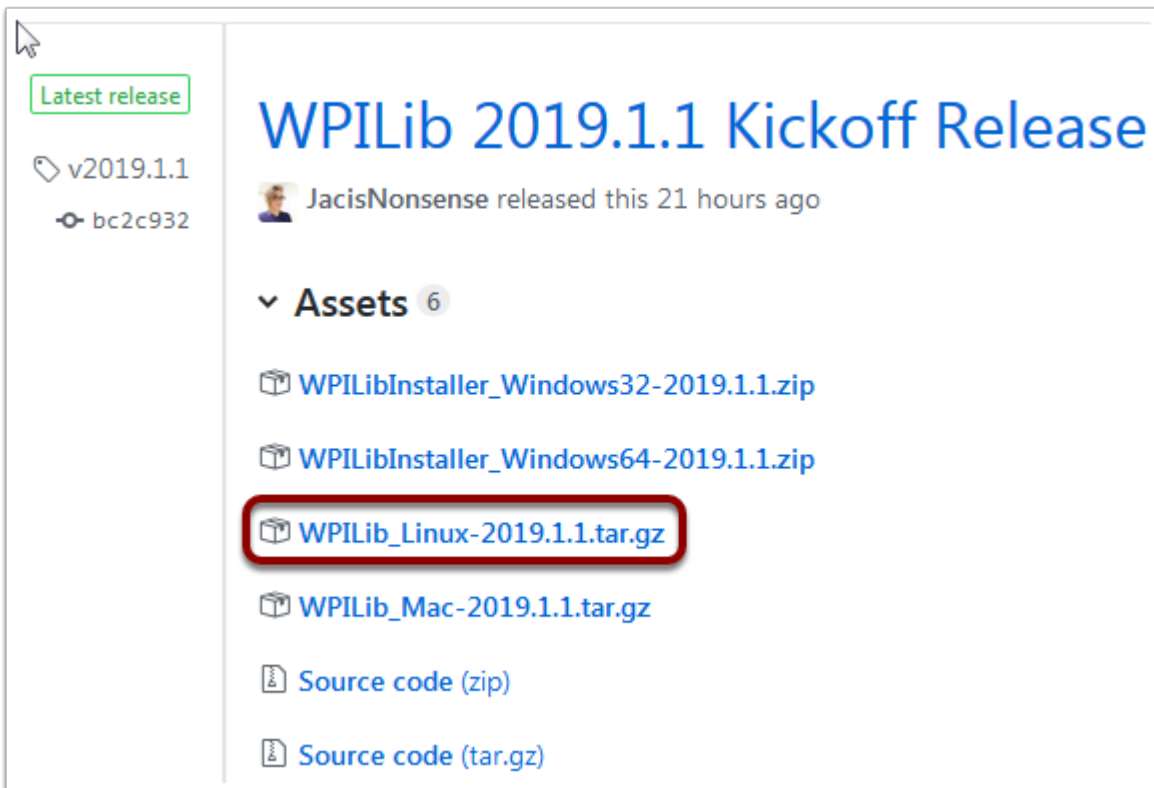 Latest release
v2019.1.1
bc2c932
WPILib 2019.1.1 Kickoff Release
JacisNonsense released this 21 hours ago
Assets 6
WPILibInstaller_Windows32-2019.1.1.zip
WPILibInstaller_Windows64-2019.1.1.zip
WPILib_Linux-2019.1.1.tar.gz
WPILib_Mac-2019.1.1.tar.gz
Source code (zip)
Source code (tar.gz)